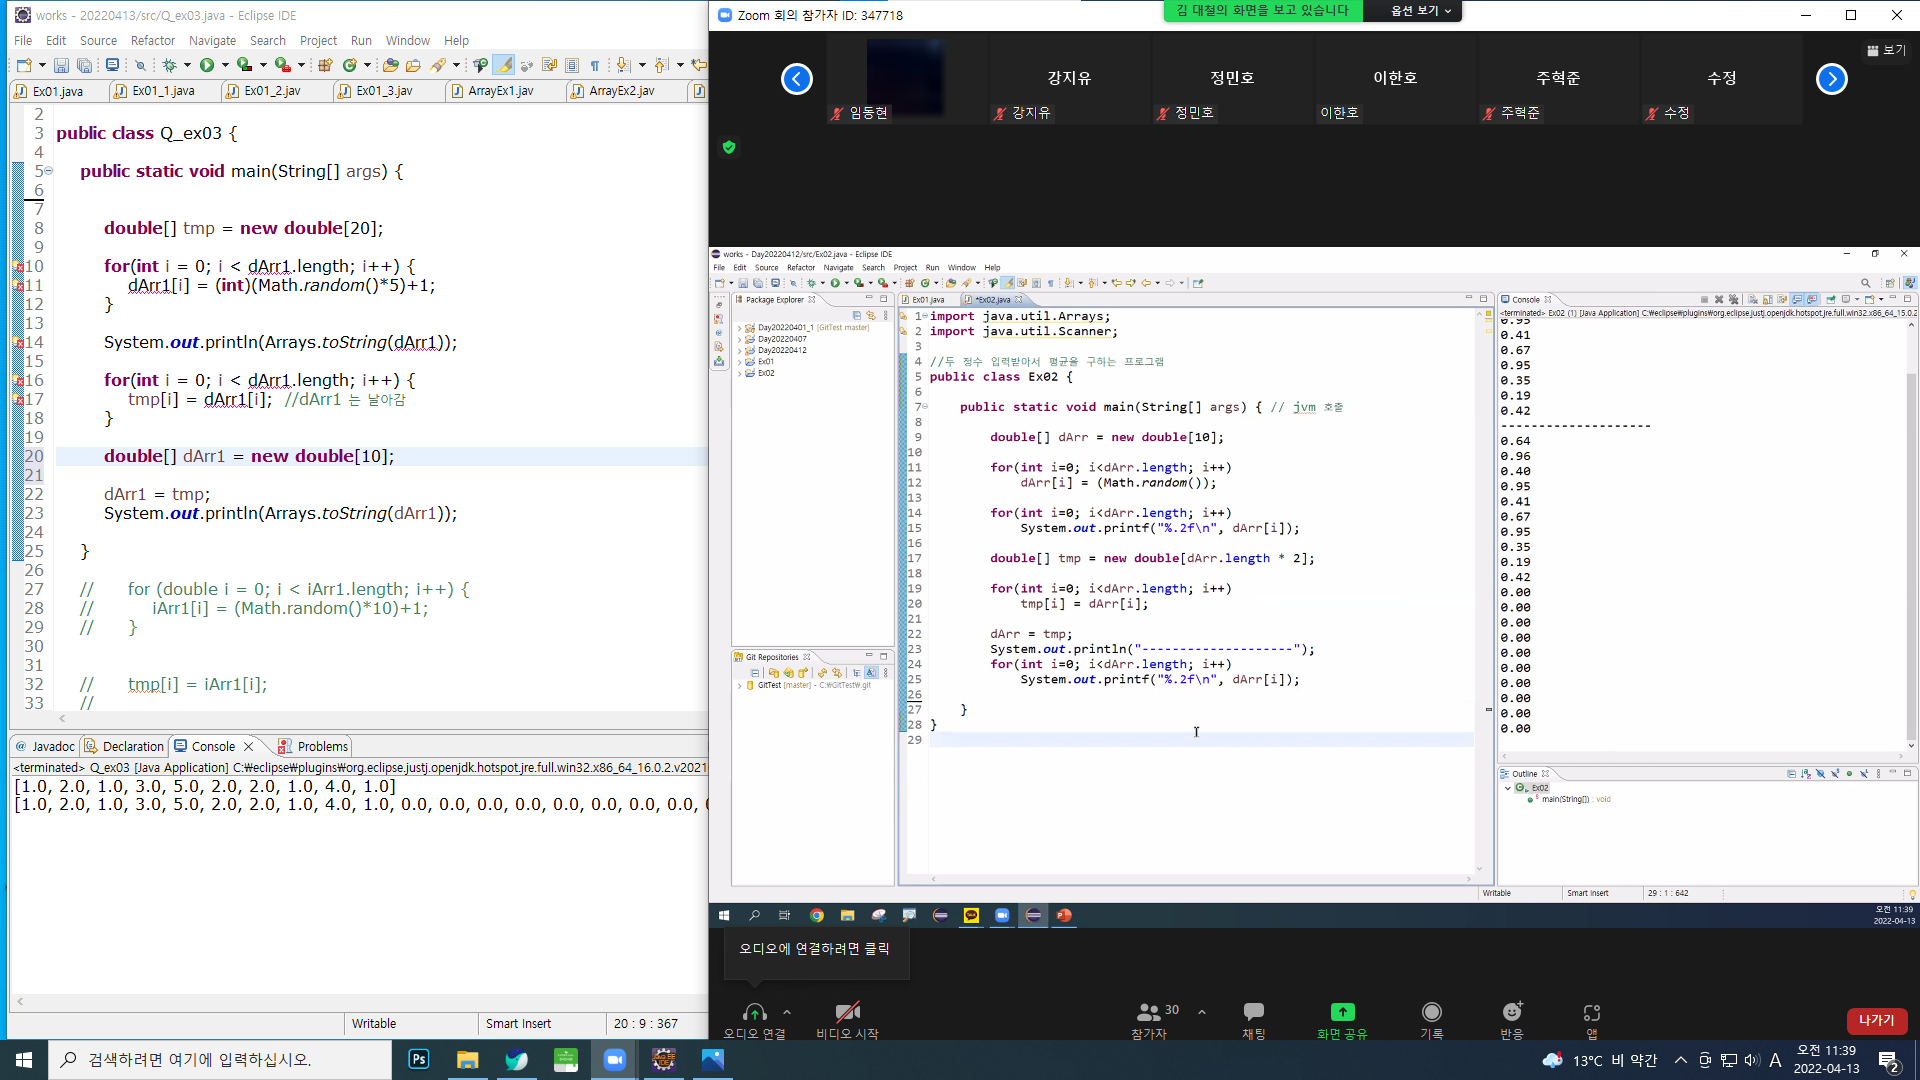 works - 20220413/src/Q_ex03.java - Eclipse IDE
File Edit Source Refactor Navigate Search Project Run Window Help
Ex01.java Ex01_1.java Ex01_2.jav Ex01_3.jav ArrayEx1.jav ArrayEx2.jav
2
3 public class Q_ex03 {
4
5 public static void main(String[] args) {
6
7
8 double[] tmp = new double[20];
9
10 for(int i = 0; i < dArr1.length; i++) {
11 dArr1[i] = (int)(Math.random()*5)+1;
12 }
13
14 System.out.println(Arrays.toString(dArr1));
15
16 for(int i = 0; i < dArr1.length; i++) {
17 tmp[i] = dArr1[i]; //dArr1 는 날아감
18 }
19
20 double[] dArr1 = new double[10];
21
22 dArr1 = tmp;
23 System.out.println(Arrays.toString(dArr1));
24
25 }
26
27 // for (double i = 0; i < iArr1.length; i++) {
28 // iArr1[i] = (Math.random()*10)+1;
29 // }
30
31
32 // tmp[i] = iArr1[i];
33 //
Javadoc Declaration Console Problems
<terminated> Q_ex03 [Java Application] C:₩eclipse₩plugins₩org.eclipse.justj.openjdk.hotspot.jre.full.win32.x86_64_16.0.2.v2021
[1.0, 2.0, 1.0, 3.0, 5.0, 2.0, 2.0, 1.0, 4.0, 1.0]
[1.0, 2.0, 1.0, 3.0, 5.0, 2.0, 2.0, 1.0, 4.0, 1.0, 0.0, 0.0, 0.0, 0.0, 0.0, 0.0, 0.0, 0.0,
Writable Smart Insert 20 : 9 : 367
Zoom 회의 참가자 ID: 347718
김 대철의 화면을 보고 있습니다 옵션 보기
보기
강지유 정민호 이한호 주혁준 수정
임동현 강지유 정민호 이한호 주혁준 수정
works - Day20220412/src/Ex02.java - Eclipse IDE
File Edit Source Refactor Navigate Search Project Run Window Help
Package Explorer
Day20220401_1 [GitTest master]
Day20220407
Day20220412
Ex01
Ex02
Git Repositories
GitTest [master] - C:₩GitTest₩.git
Ex01.java *Ex02.java
1 import java.util.Arrays;
2 import java.util.Scanner;
3
4 //두 정수 입력받아서 평균을 구하는 프로그램
5 public class Ex02 {
6
7 public static void main(String[] args) { // jvm 호출
8
9 double[] dArr = new double[10];
10
11 for(int i=0; i<dArr.length; i++)
12 dArr[i] = (Math.random());
13
14 for(int i=0; i<dArr.length; i++)
15 System.out.printf("%.2f\n", dArr[i]);
16
17 double[] tmp = new double[dArr.length * 2];
18
19 for(int i=0; i<dArr.length; i++)
20 tmp[i] = dArr[i];
21
22 dArr = tmp;
23 System.out.println("--------------------");
24 for(int i=0; i<dArr.length; i++)
25 System.out.printf("%.2f\n", dArr[i]);
26
27 }
28 }
29
Console
<terminated> Ex02 (1) [Java Application] C:₩eclipse₩plugins₩org.eclipse.justj.openjdk.hotspot.jre.full.win32.x86_64_16.0.2
0.95
0.41
0.67
0.95
0.35
0.19
0.42
--------------------
0.64
0.96
0.40
0.95
0.41
0.67
0.95
0.35
0.19
0.42
0.00
0.00
0.00
0.00
0.00
0.00
0.00
0.00
0.00
0.00
Outline
Ex02
main(String[]) : void
Writable Smart Insert 29 : 1 : 642
오전 11:39
2022-04-13
오디오에 연결하려면 클릭
오디오 연결 비디오 시작 참가자 30 채팅 화면 공유 기록 반응 앱 나가기
검색하려면 여기에 입력하십시오.
Ps
13°C 비 약간 A 오전 11:39
2022-04-13
2